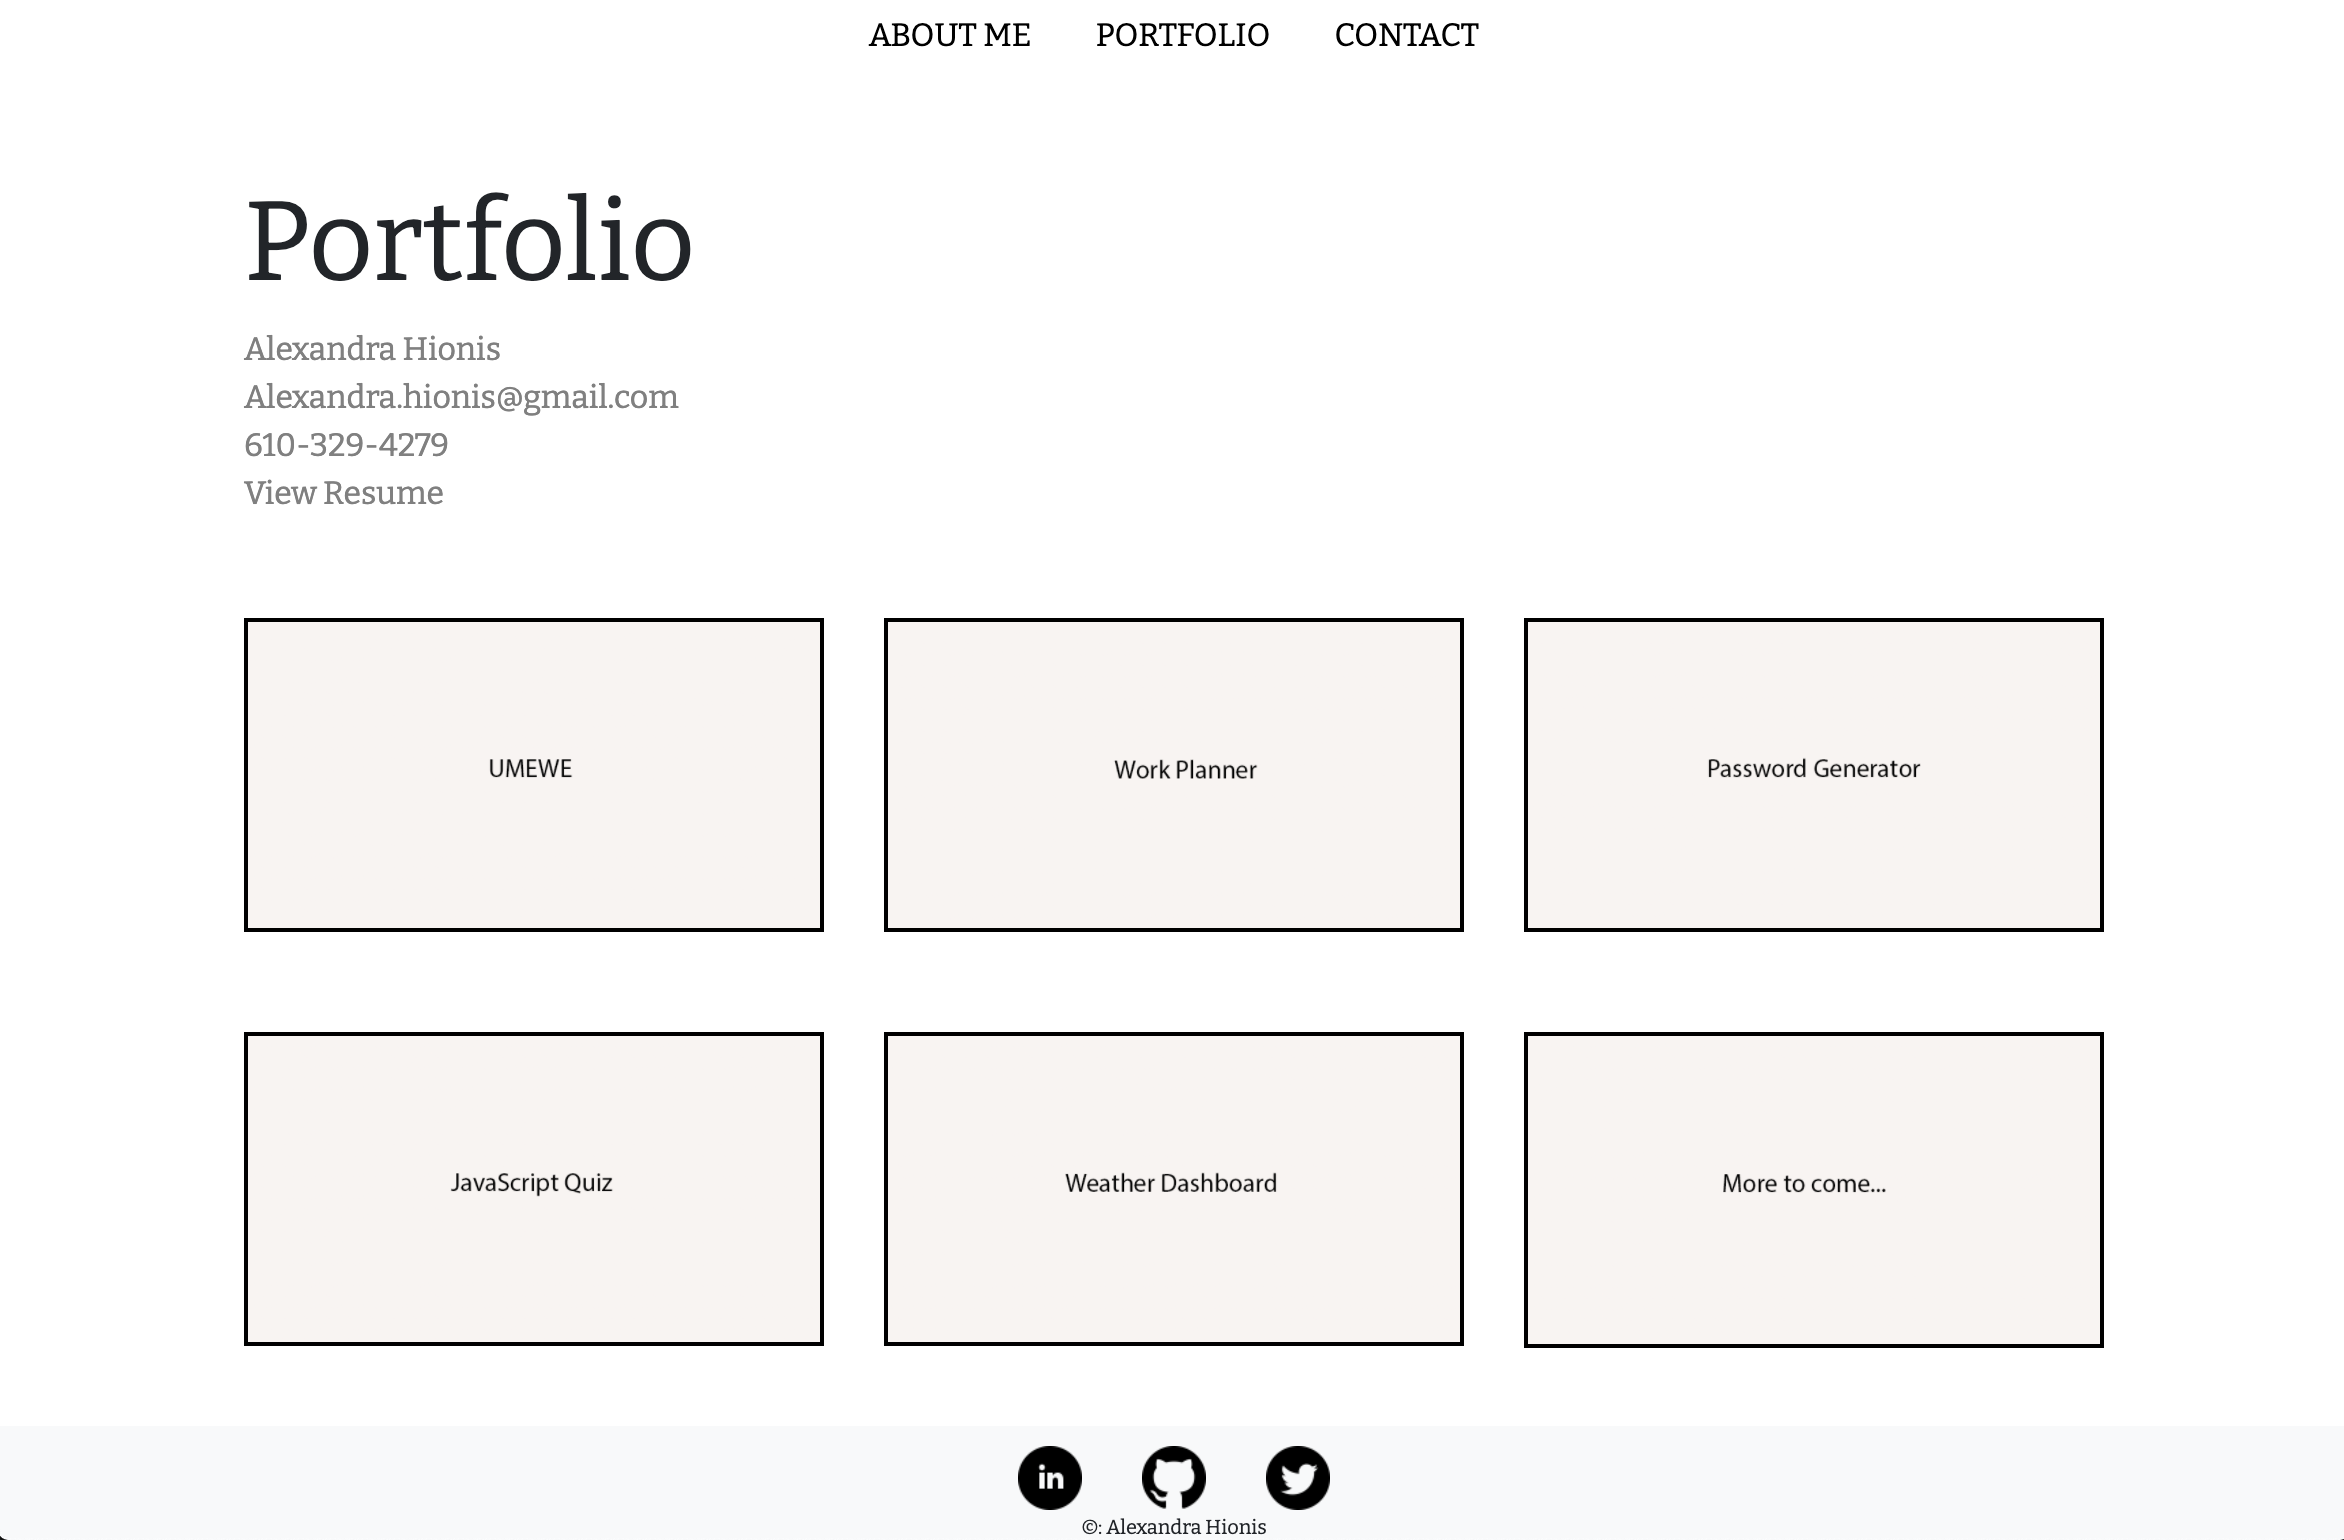 ABOUT ME PORTFOLIO CONTACT
Portfolio
Alexandra Hionis
Alexandra.hionis@gmail.com
610-329-4279
View Resume
UMEWE
Work Planner
Password Generator
JavaScript Quiz
Weather Dashboard
More to come...
in
©: Alexandra Hionis